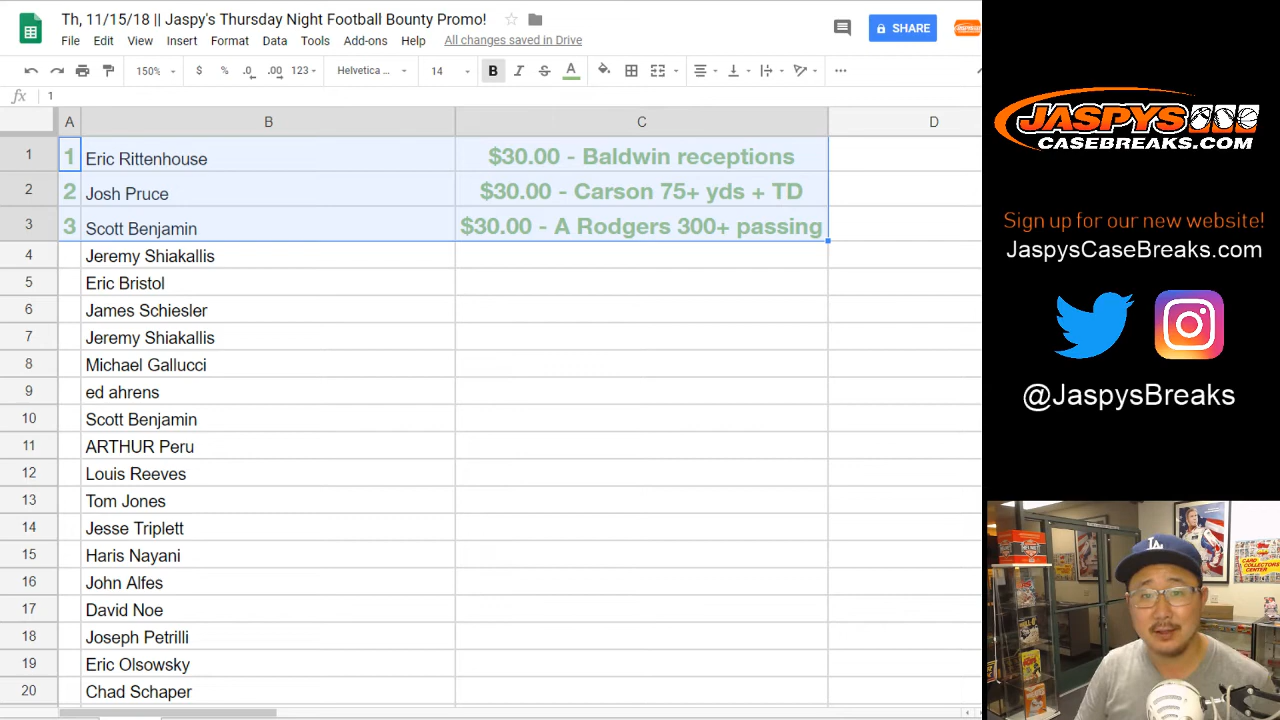 Th, 11/15/18 || Jaspy's Thursday Night Football Bounty Promo!
File Edit View Insert Format Data Tools Add-ons Help All changes saved in Drive
SHARE
150% $ % .0 .00 123 Helvetica ... 14 B I S A
fx 1
A B C D
1 1 Eric Rittenhouse $30.00 - Baldwin receptions
2 2 Josh Pruce $30.00 - Carson 75+ yds + TD
3 3 Scott Benjamin $30.00 - A Rodgers 300+ passing
4 Jeremy Shiakallis
5 Eric Bristol
6 James Schiesler
7 Jeremy Shiakallis
8 Michael Gallucci
9 ed ahrens
10 Scott Benjamin
11 ARTHUR Peru
12 Louis Reeves
13 Tom Jones
14 Jesse Triplett
15 Haris Nayani
16 John Alfes
17 David Noe
18 Joseph Petrilli
19 Eric Olsowsky
20 Chad Schaper
JASPYS
CASEBREAKS.COM
Sign up for our new website!
JaspysCaseBreaks.com
@JaspysBreaks
LA
CARD
COLLECTORS
CENTER